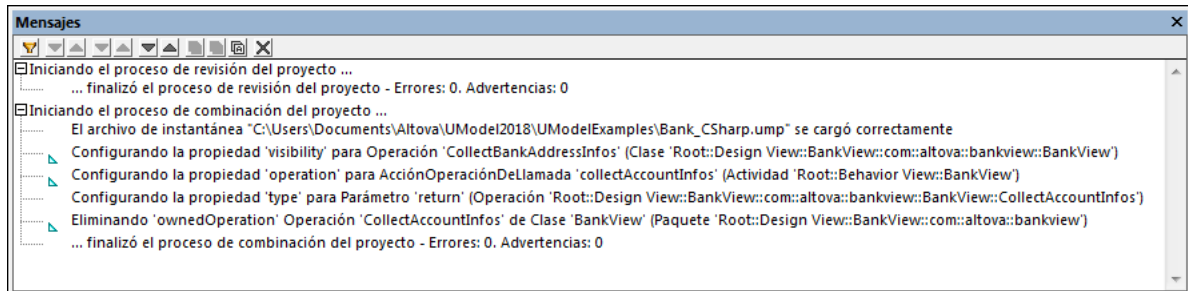 Mensajes
Iniciando el proceso de revisión del proyecto ...
... finalizó el proceso de revisión del proyecto - Errores: 0. Advertencias: 0
Iniciando el proceso de combinación del proyecto ...
El archivo de instantánea "C:\Users\Documents\Altova\UModel2018\UModelExamples\Bank_CSharp.ump" se cargó correctamente
Configurando la propiedad 'visibility' para Operación 'CollectBankAddressInfos' (Clase 'Root::Design View::BankView::com::altova::bankview::BankView')
Configurando la propiedad 'operation' para AcciónOperaciónDeLlamada 'collectAccountInfos' (Actividad 'Root::Behavior View::BankView')
Configurando la propiedad 'type' para Parámetro 'return' (Operación 'Root::Design View::BankView::com::altova::bankview::BankView::CollectAccountInfos')
Eliminando 'ownedOperation' Operación 'CollectAccountInfos' de Clase 'BankView' (Paquete 'Root::Design View::BankView::com::altova::bankview')
... finalizó el proceso de combinación del proyecto - Errores: 0. Advertencias: 0